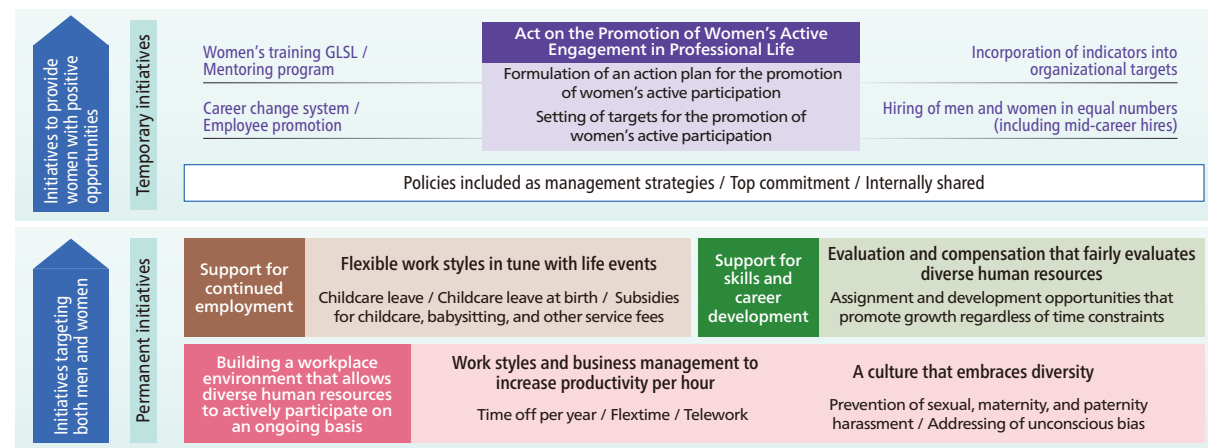 Initiatives to provide
women with positive
opportunities
Temporary initiatives
Women's training GLSL /
Mentoring program
Career change system /
Employee promotion
Act on the Promotion of Women's Active
Engagement in Professional Life
Formulation of an action plan for the promotion
of women's active participation
Setting of targets for the promotion of
women's active participation
Incorporation of indicators into
organizational targets
Hiring of men and women in equal numbers
(including mid-career hires)
Policies included as management strategies / Top commitment / Internally shared
Initiatives targeting
both men and women
Permanent initiatives
Support for
continued
employment
Flexible work styles in tune with life events
Childcare leave / Childcare leave at birth / Subsidies
for childcare, babysitting, and other service fees
Support for
skills and
career
development
Evaluation and compensation that fairly evaluates
diverse human resources
Assignment and development opportunities that
promote growth regardless of time constraints
Building a workplace
environment that allows
diverse human resources
to actively participate on
an ongoing basis
Work styles and business management to
increase productivity per hour
Time off per year / Flextime / Telework
A culture that embraces diversity
Prevention of sexual, maternity, and paternity
harassment / Addressing of unconscious bias